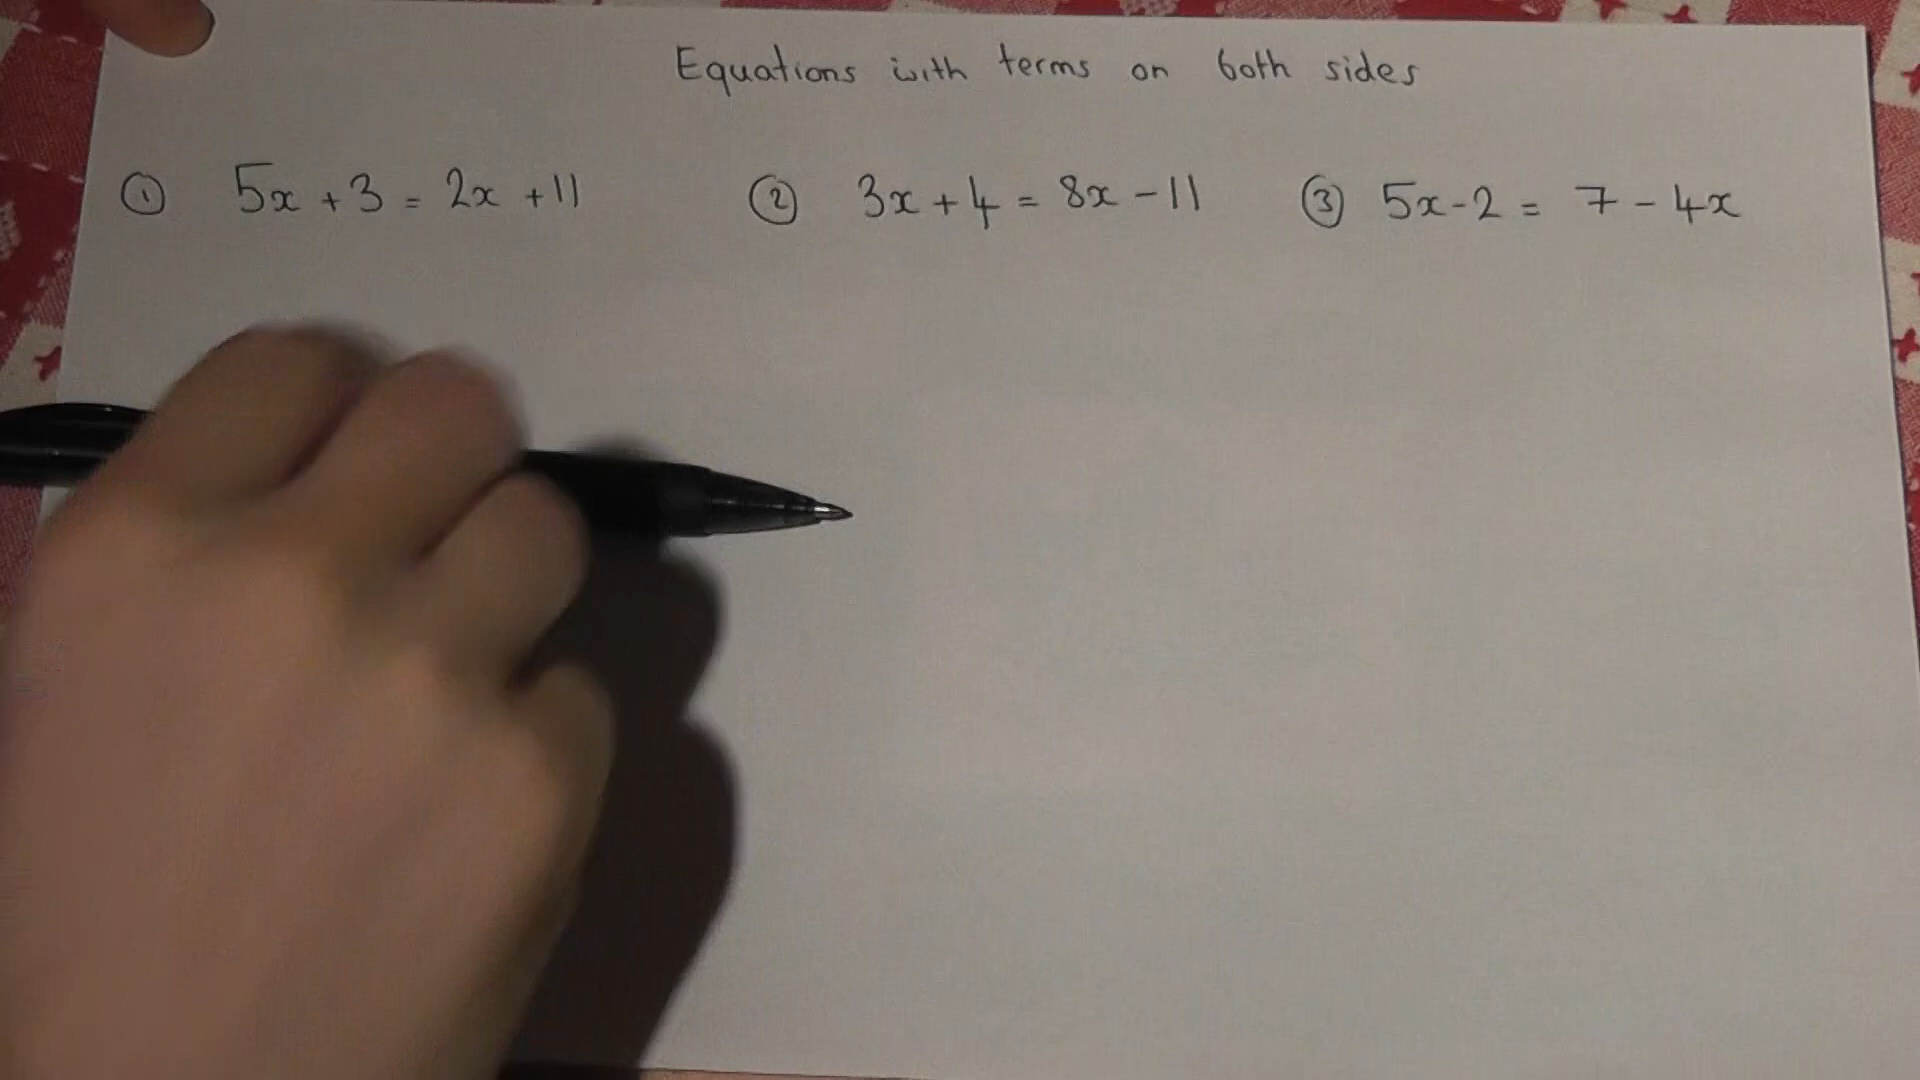 Equations with terms on both sides
① 5x + 3 = 2x + 11 ② 3x + 4 = 8x - 11 ③ 5x - 2 = 7 - 4x